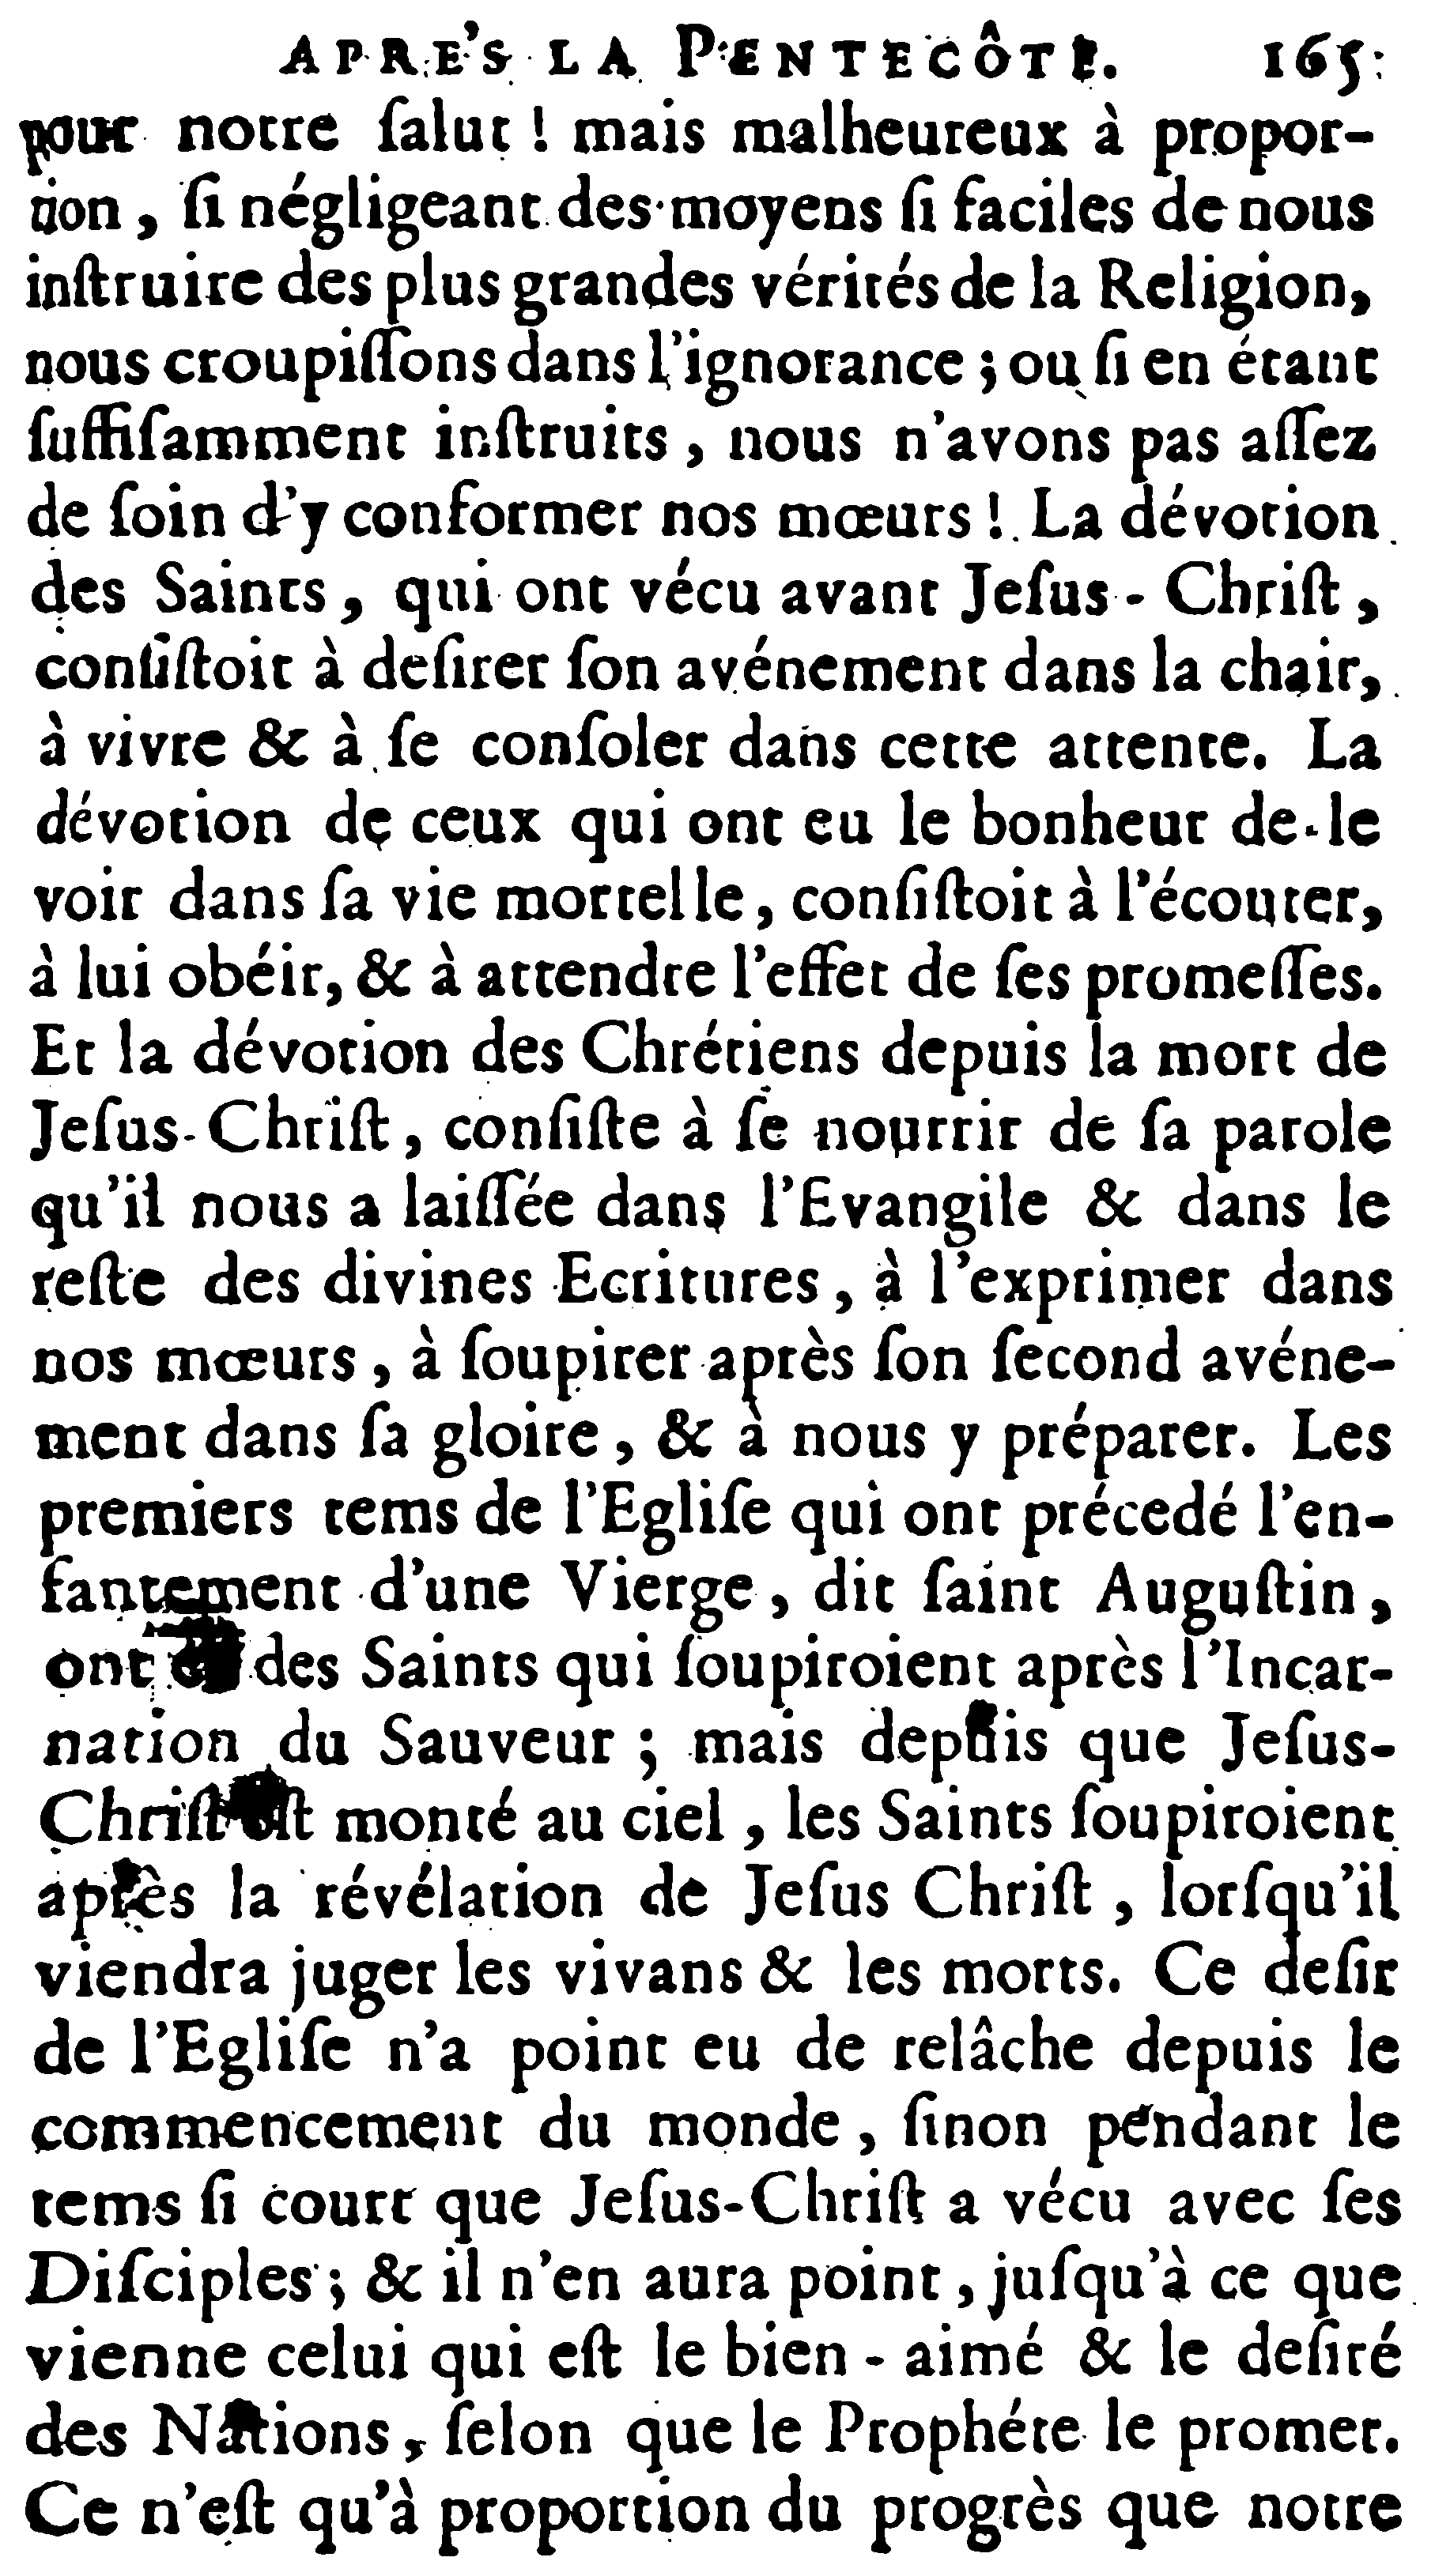 APRE'S LA PENTECÔTE. 165
pour notre ſalut ! mais malheureux à propor-
tion, ſi négligeant des moyens ſi faciles de nous
inſtruire des plus grandes vérités de la Religion,
nous croupiſſons dans l'ignorance ; ou ſi en étant
ſuffiſamment inſtruits, nous n'avons pas aſſez
de ſoin d'y conformer nos mœurs ! La dévotion
des Saints, qui ont vécu avant Jeſus-Chriſt,
conſiſtoit à deſirer ſon avénement dans la chair,
à vivre & à ſe conſoler dans cette attente. La
dévotion de ceux qui ont eu le bonheur de le
voir dans ſa vie mortelle, conſiſtoit à l'écouter,
à lui obéir, & à attendre l'effet de ſes promeſſes.
Et la dévotion des Chrétiens depuis la mort de
Jeſus-Chriſt, conſiſte à ſe nourrir de ſa parole
qu'il nous a laiſſée dans l'Evangile & dans le
reſte des divines Ecritures, à l'exprimer dans
nos mœurs, à ſoupirer après ſon ſecond avéne-
ment dans ſa gloire, & à nous y préparer. Les
premiers tems de l'Egliſe qui ont précedé l'en-
fantement d'une Vierge, dit ſaint Auguſtin,
ont des Saints qui ſoupiroient après l'Incar-
nation du Sauveur ; mais depuis que Jeſus-
Chriſt eſt monté au ciel, les Saints ſoupiroient
après la révélation de Jeſus Chriſt, lorſqu'il
viendra juger les vivans & les morts. Ce deſir
de l'Egliſe n'a point eu de relâche depuis le
commencement du monde, ſinon pendant le
tems ſi court que Jeſus-Chriſt a vécu avec ſes
Diſciples ; & il n'en aura point, juſqu'à ce que
vienne celui qui eſt le bien-aimé & le deſiré
des Nations, ſelon que le Prophéte le promet.
Ce n'eſt qu'à proportion du progrès que notre